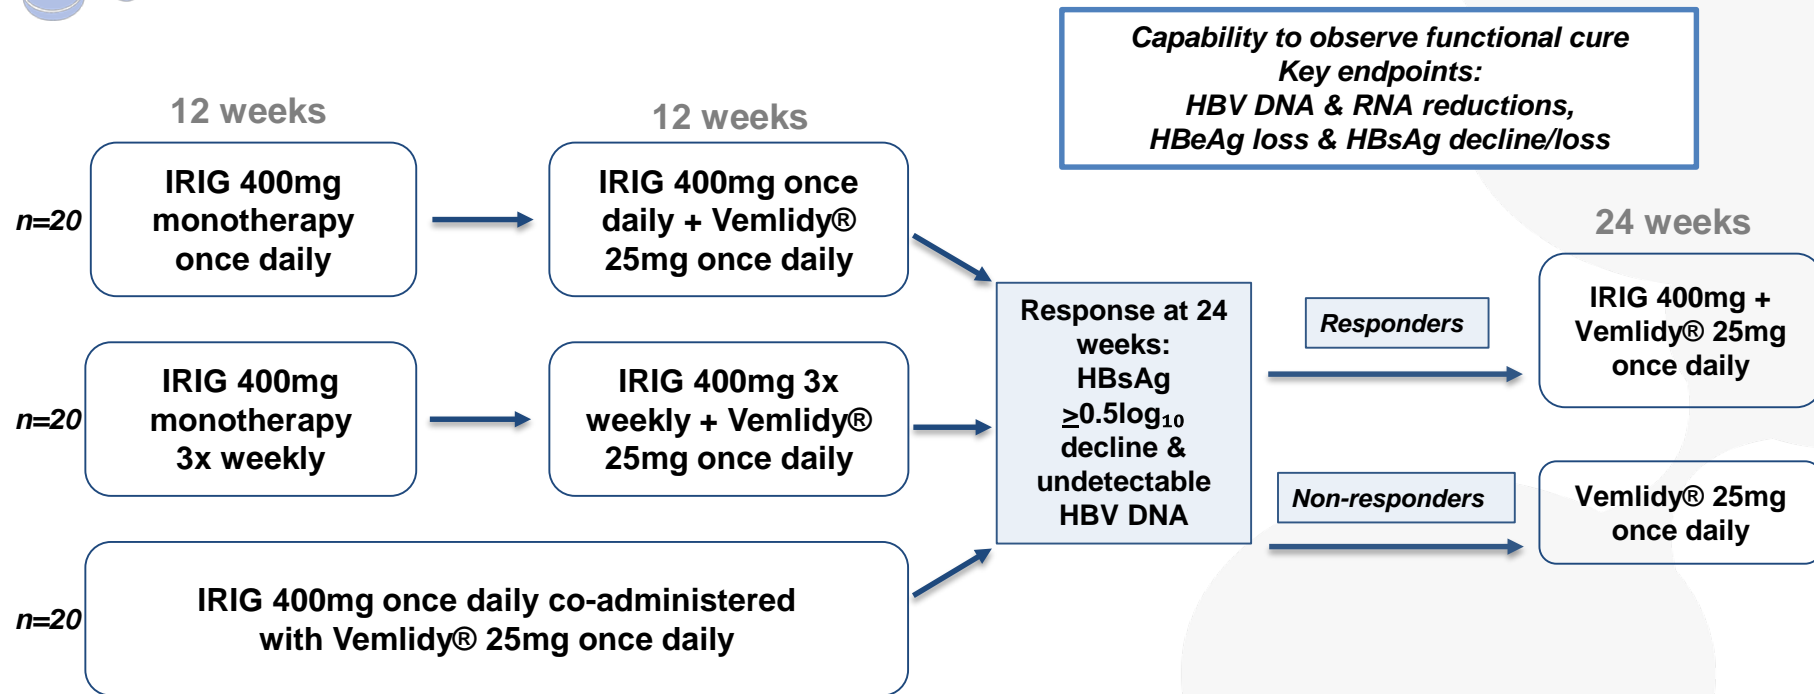 Capability to observe functional cure
Key endpoints:
HBV DNA & RNA reductions,
HBeAg loss & HBsAg decline/loss
12 weeks
12 weeks
n=20
IRIG 400mg
monotherapy
once daily
IRIG 400mg once
daily + Vemlidy®
25mg once daily
n=20
IRIG 400mg
monotherapy
3x weekly
IRIG 400mg 3x
weekly + Vemlidy®
25mg once daily
n=20
IRIG 400mg once daily co-administered
with Vemlidy® 25mg once daily
Response at 24
weeks:
HBsAg
≥0.5log₁₀
decline &
undetectable
HBV DNA
Responders
Non-responders
24 weeks
IRIG 400mg +
Vemlidy® 25mg
once daily
Vemlidy® 25mg
once daily